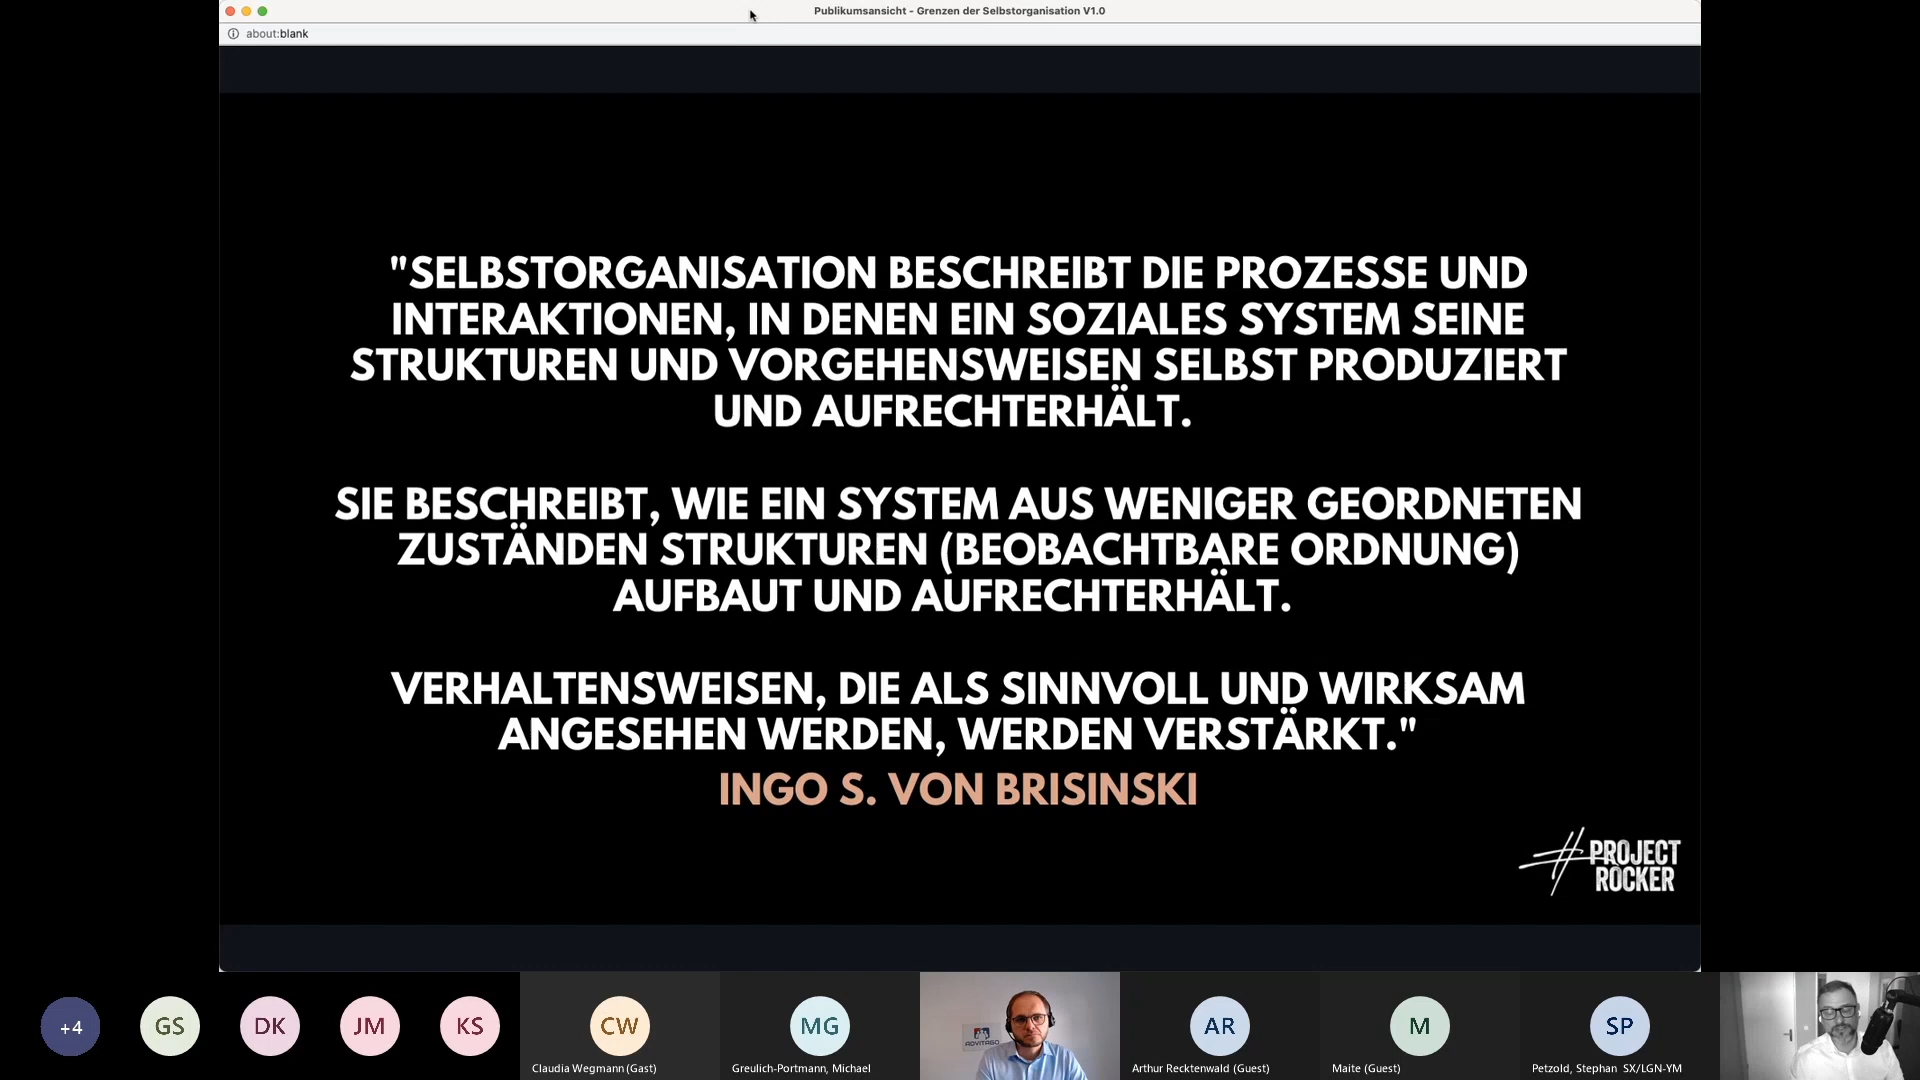 Publikumsansicht - Grenzen der Selbstorganisation V1.0
about:blank
"SELBSTORGANISATION BESCHREIBT DIE PROZESSE UND
INTERAKTIONEN, IN DENEN EIN SOZIALES SYSTEM SEINE
STRUKTUREN UND VORGEHENSWEISEN SELBST PRODUZIERT
UND AUFRECHTERHÄLT.
SIE BESCHREIBT, WIE EIN SYSTEM AUS WENIGER GEORDNETEN
ZUSTÄNDEN STRUKTUREN (BEOBACHTBARE ORDNUNG)
AUFBAUT UND AUFRECHTERHÄLT.
VERHALTENSWEISEN, DIE ALS SINNVOLL UND WIRKSAM
ANGESEHEN WERDEN, WERDEN VERSTÄRKT."
INGO S. VON BRISINSKI
#PROJECT
ROCKER
+4
GS
DK
JM
KS
CW
Claudia Wegmann (Gast)
MG
Greulich-Portmann, Michael
ADVITAGO
AR
Arthur Recktenwald (Guest)
M
Maite (Guest)
SP
Petzold, Stephan SX/LGN-YM